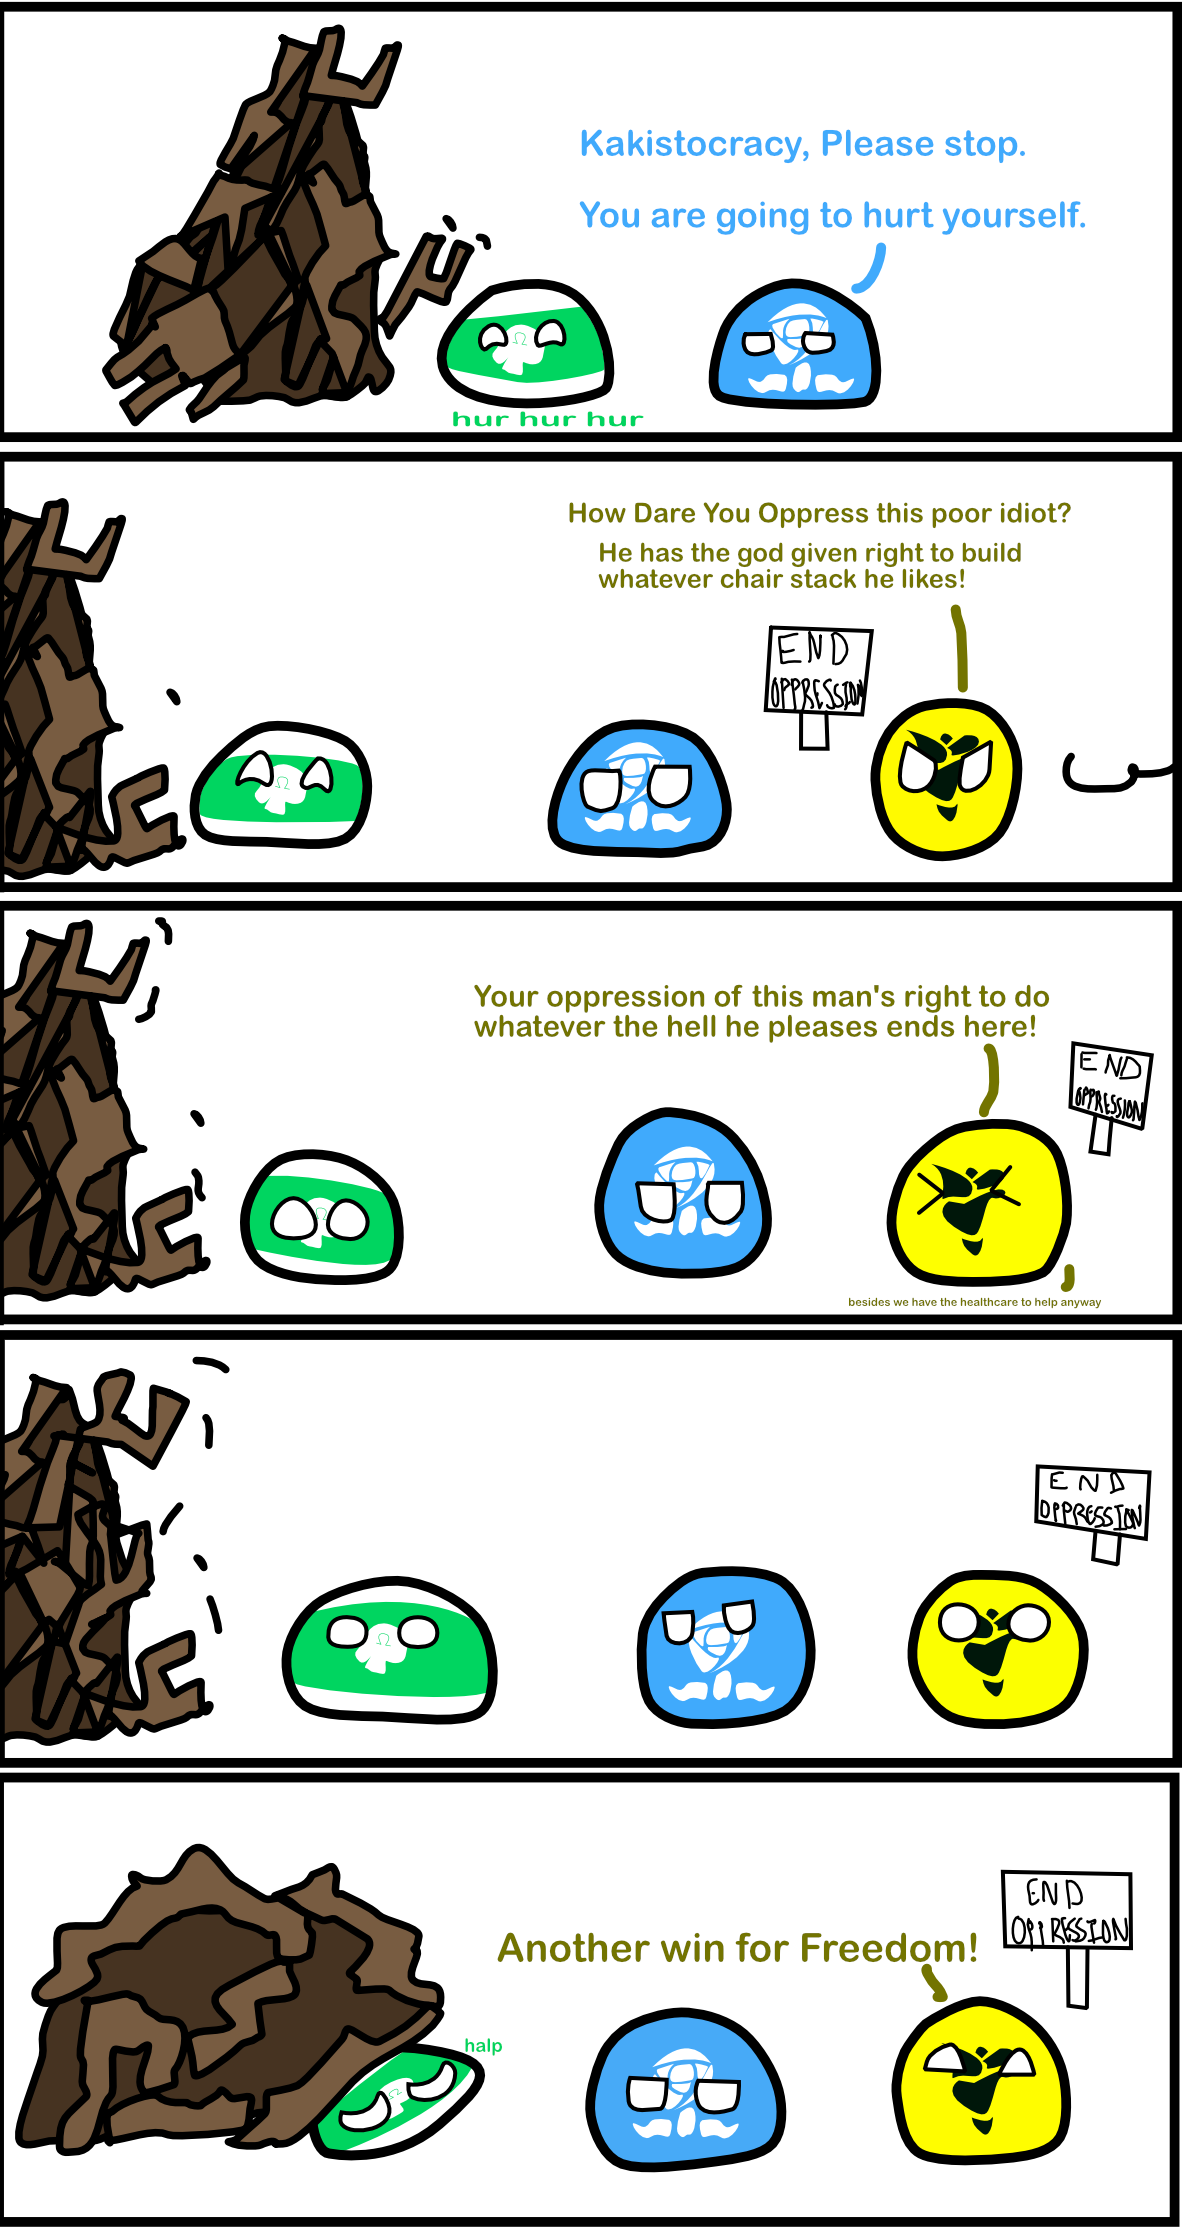 Kakistocracy, Please stop.
You are going to hurt yourself.
Ω
hur hur hur
How Dare You Oppress this poor idiot?
He has the god given right to build
whatever chair stack he likes!
END
OPPRESSION
Ω
Your oppression of this man's right to do
whatever the hell he pleases ends here!
END
OPPRESSION
Ω
besides we have the healthcare to help anyway
END
OPPRESSION
Ω
Another win for Freedom!
END
OPPRESSION
halp
Ω